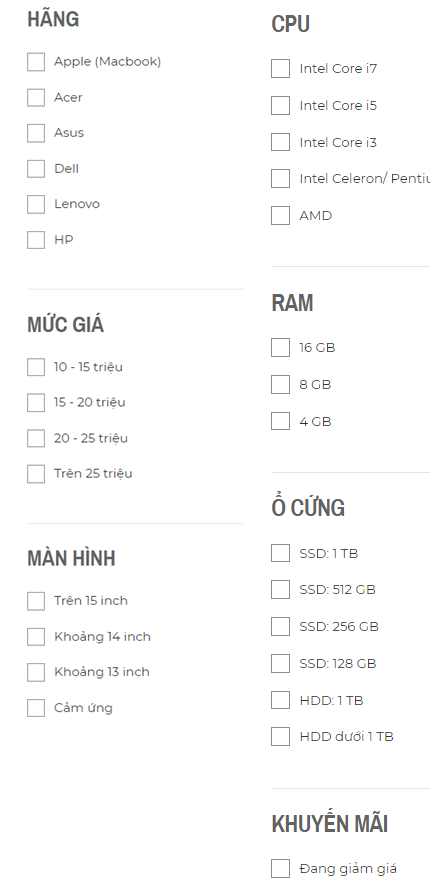 HÃNG
Apple (Macbook)
Acer
Asus
Dell
Lenovo
HP
MỨC GIÁ
10 - 15 triệu
15 - 20 triệu
20 - 25 triệu
Trên 25 triệu
MÀN HÌNH
Trên 15 inch
Khoảng 14 inch
Khoảng 13 inch
Cảm ứng
CPU
Intel Core i7
Intel Core i5
Intel Core i3
Intel Celeron/
AMD
RAM
16 GB
8 GB
4 GB
Ổ CỨNG
SSD: 1 TB
SSD: 512 GB
SSD: 256 GB
SSD: 128 GB
HDD: 1 TB
HDD dưới 1 TB
KHUYẾN MÃI
Đang giảm giá